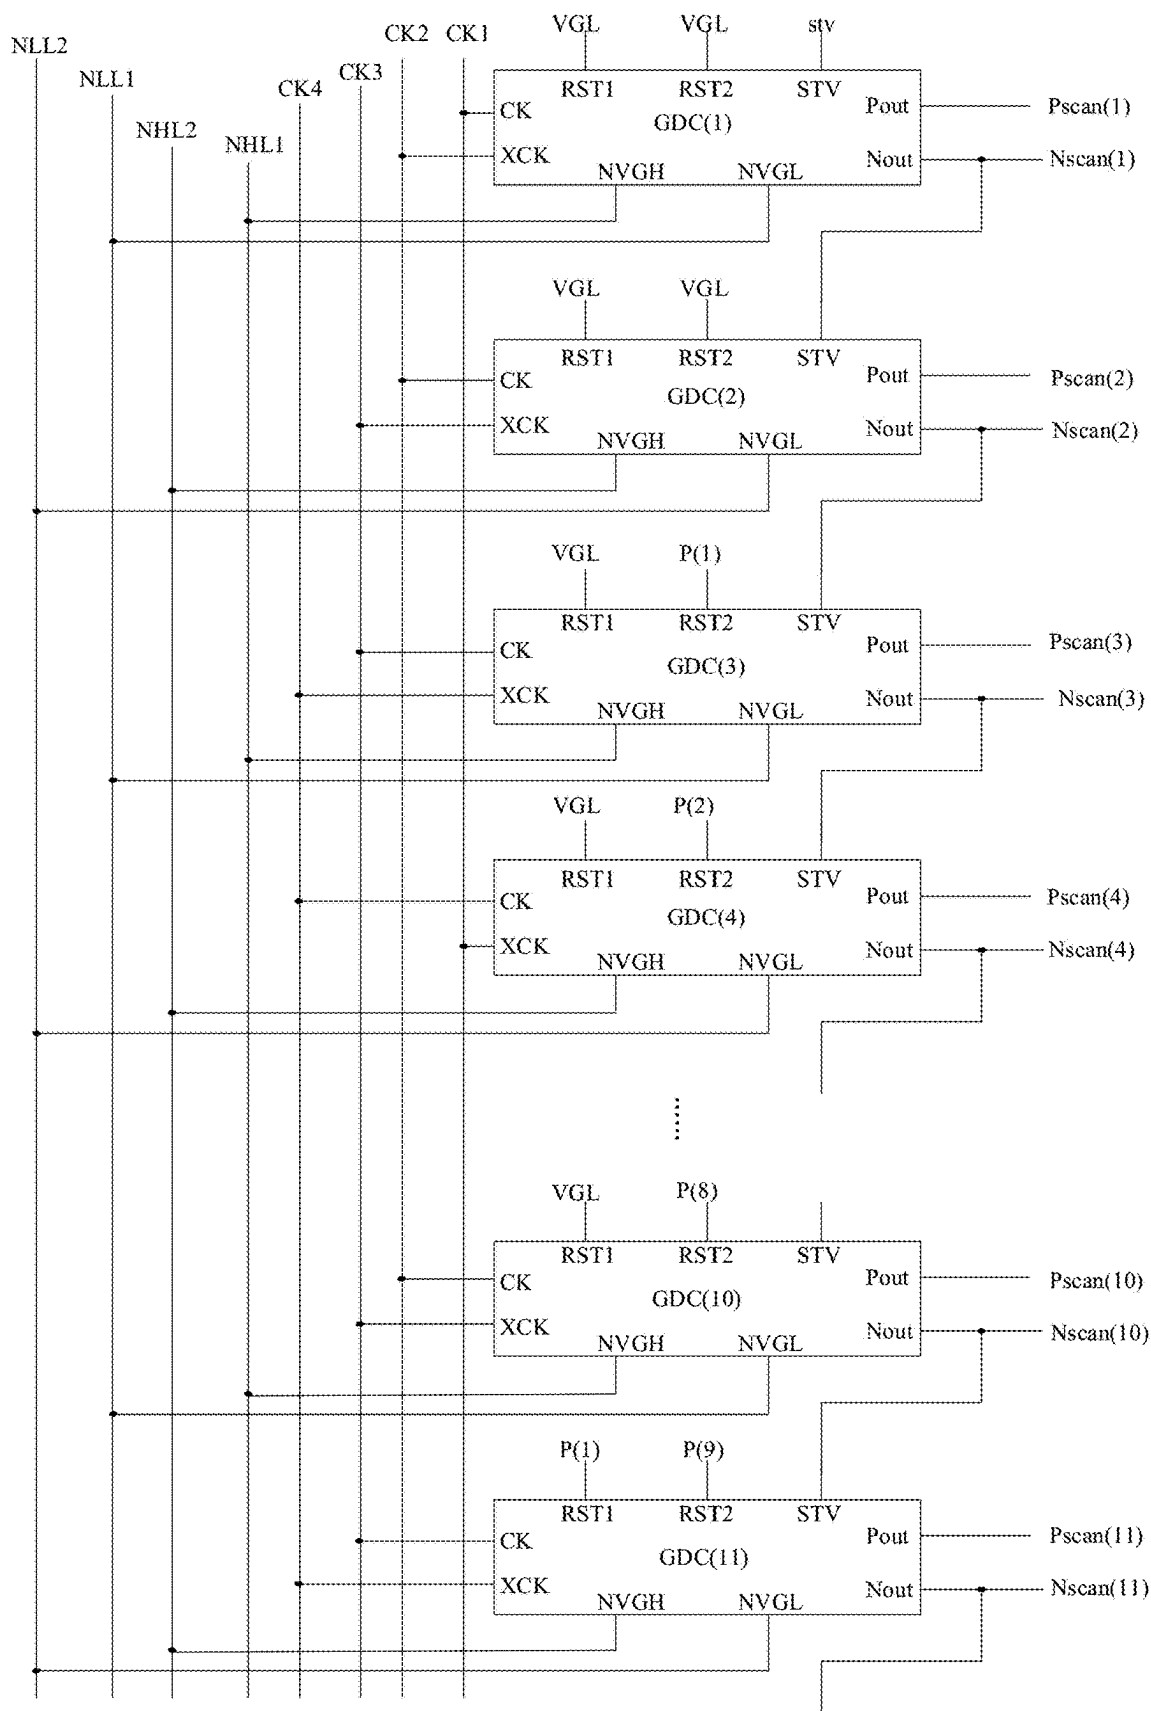 NLL2
NLL1
NHL2
NHL1
CK4
CK3
CK2
CK1
VGL
VGL
stv
RST1
RST2
STV
CK
XCK
GDC(1)
NVGH
NVGL
Pout
Nout
Pscan(1)
Nscan(1)
VGL
VGL
RST1
RST2
STV
CK
XCK
GDC(2)
NVGH
NVGL
Pout
Nout
Pscan(2)
Nscan(2)
VGL
P(1)
RST1
RST2
STV
CK
XCK
GDC(3)
NVGH
NVGL
Pout
Nout
Pscan(3)
Nscan(3)
VGL
P(2)
RST1
RST2
STV
CK
XCK
GDC(4)
NVGH
NVGL
Pout
Nout
Pscan(4)
Nscan(4)
......
VGL
P(8)
RST1
RST2
STV
CK
XCK
GDC(10)
NVGH
NVGL
Pout
Nout
Pscan(10)
Nscan(10)
P(1)
P(9)
RST1
RST2
STV
CK
XCK
GDC(11)
NVGH
NVGL
Pout
Nout
Pscan(11)
Nscan(11)